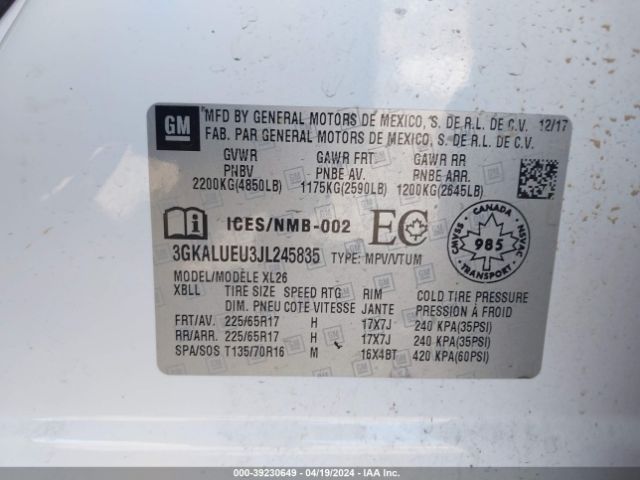 GM
MFD BY GENERAL MOTORS DE MEXICO, S. DE R.L. DE C.V. 12/17
FAB. PAR GENERAL MOTORS DE MEXICO, S. DE R.L. DE C.V.
GVWR GAWR FRT GAWR RR
PNBV PNBE AV. PNBE ARR.
2200KG(4850LB) 1175KG(2590LB) 1200KG(2645LB)
ICES/NMB-002 EC
CANADA
CMVSS 985 NSVAC
3GKALUEU3JL245835 TYPE: MPV/VTUM
MODEL/MODÈLE XL26
XBLL TIRE SIZE SPEED RTG RIM COLD TIRE PRESSURE
DIM. PNEU COTE VITESSE JANTE PRESSION À FROID
FRT/AV. 225/65R17 H 17X7J 240 KPA(35PSI)
RR/ARR. 225/65R17 H 17X7J 240 KPA(35PSI)
SPA/SOS T135/70R16 M 16X4BT 420 KPA(60PSI)
000-39230649 - 04/19/2024 - IAAI.com